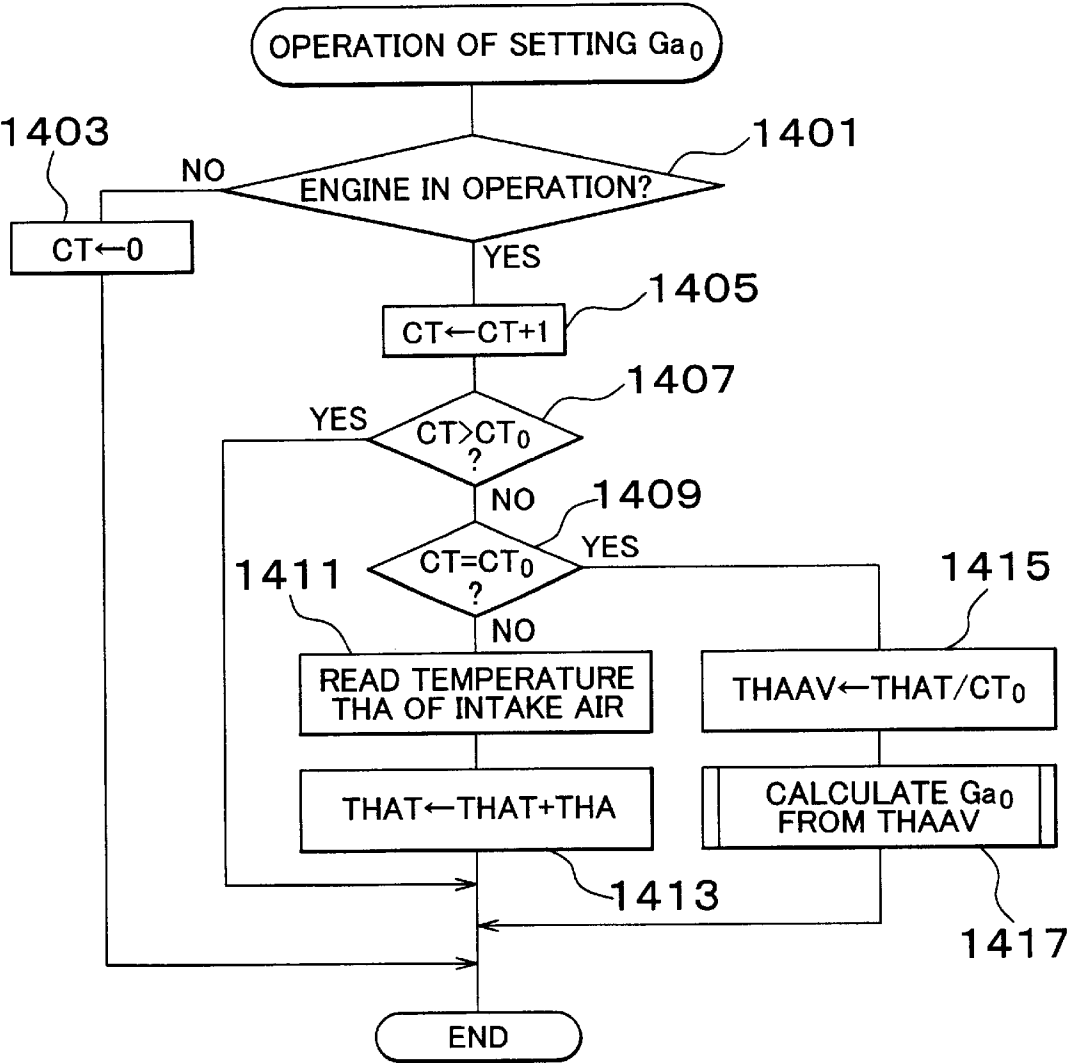 OPERATION OF SETTING Ga0
1403
1401
NO
ENGINE IN OPERATION?
CT←0
YES
1405
CT←CT+1
1407
YES
CT>CT0
?
NO
1409
CT=CT0
?
YES
1411
1415
NO
READ TEMPERATURE
THA OF INTAKE AIR
THAAV←THAT/CT0
THAT←THAT+THA
CALCULATE Ga0
FROM THAAV
1413
1417
END